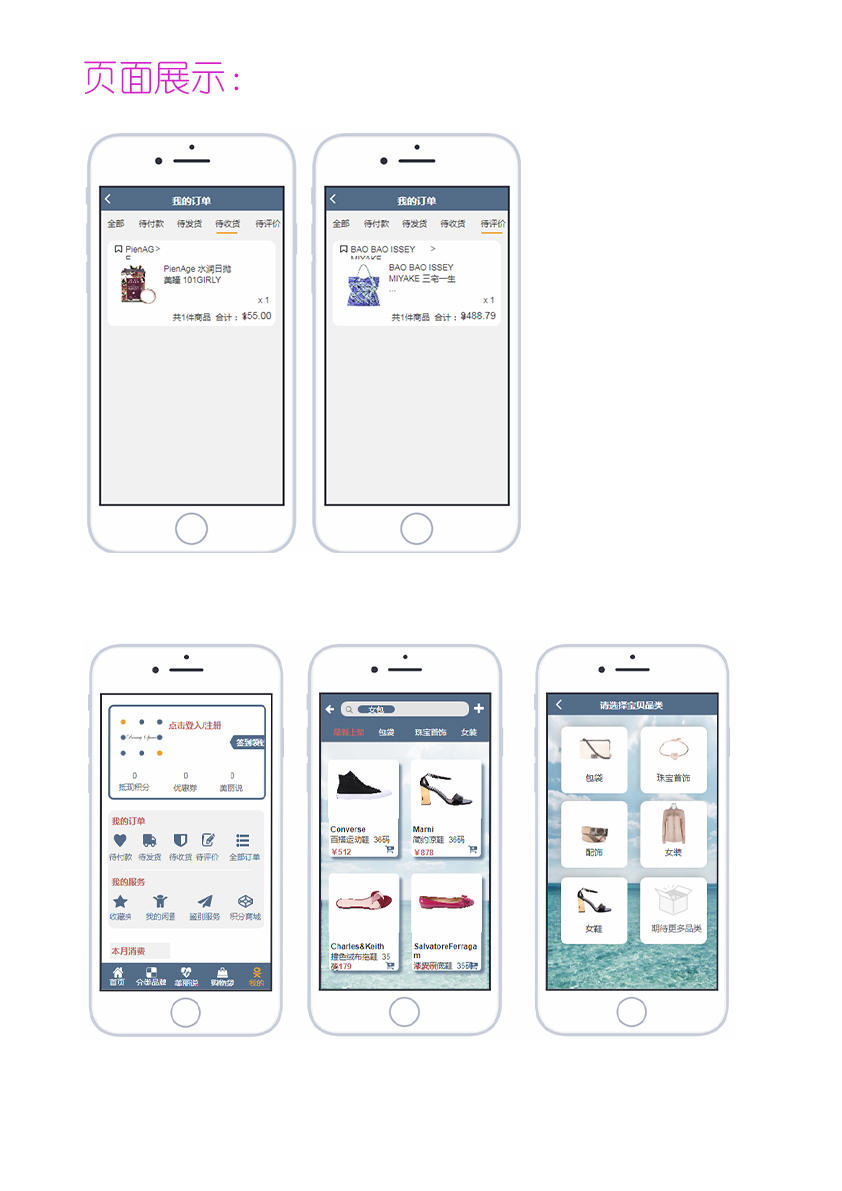 页面展示：
我的订单
全部 待付款 待发货 待收货 待评价
PienAG>
E
PienAge 水润日抛
美瞳 101GIRLY
x 1
共1件商品 合计：
55.00
我的订单
全部 待付款 待发货 待收货 待评价
BAO BAO ISSEY >
MIYAKE
BAO BAO ISSEY
MIYAKE 三宅一生
...
x 1
共1件商品 合计：
488.79
点击登入/注册
签到领
0 0 0
抵现积分 优惠券 美丽说
我的订单
待付款 待发货 待收货 待评价 全部订单
我的服务
收藏夹 我的闲置 鉴别服务 积分商城
本月消费
首页 分类品牌 美丽说 购物袋 我的
女包
最新上架 包袋 珠宝首饰 女装
Converse
百搭运动鞋 36码
￥512
Marni
简约凉鞋 36码
￥878
Charles&Keith
撞色绒布拖鞋 35
179
SalvatoreFerraga
m
漆皮平底鞋 35码
请选择宝贝品类
包袋
珠宝首饰
配饰
女装
女鞋
期待更多品类